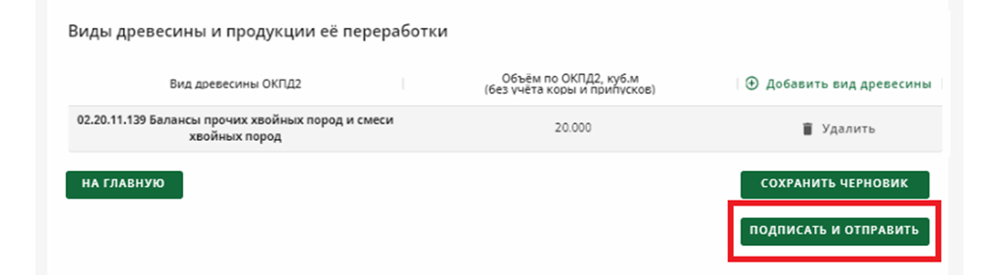 Виды древесины и продукции её переработки
Вид древесины ОКПД2
Объём по ОКПД2, куб.м
(без учёта коры и припусков)
Добавить вид древесины
02.20.11.139 Балансы прочих хвойных пород и смеси
хвойных пород
20.000
Удалить
НА ГЛАВНУЮ
СОХРАНИТЬ ЧЕРНОВИК
ПОДПИСАТЬ И ОТПРАВИТЬ